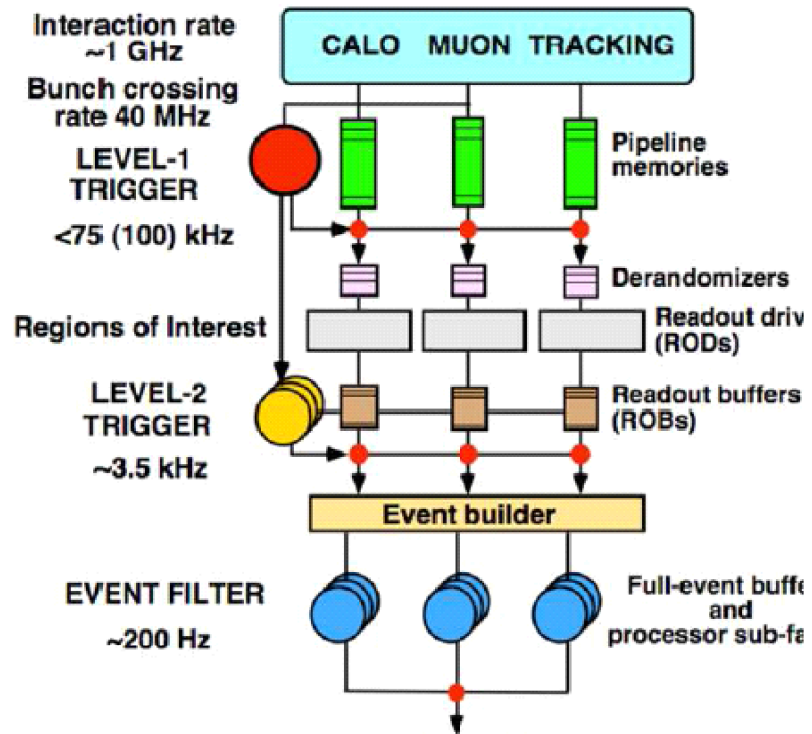 Interaction rate
~1 GHz
CALO MUON TRACKING
Bunch crossing
rate 40 MHz
Pipeline
memories
LEVEL-1
TRIGGER
<75 (100) kHz
Derandomizers
Regions of Interest
Readout driv
(RODs)
LEVEL-2
TRIGGER
Readout buffers
(ROBs)
~3.5 kHz
Event builder
EVENT FILTER
~200 Hz
Full-event buffe
and
processor sub-fa